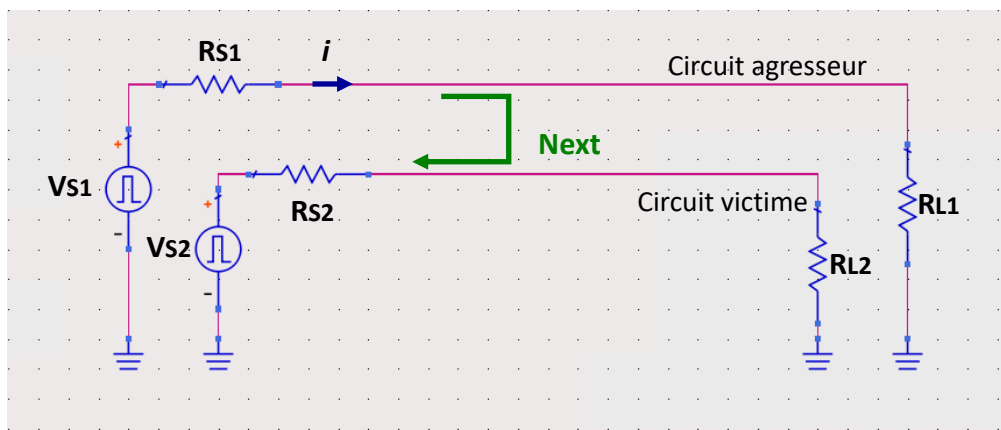 RS1
i
Circuit agresseur
+
Next
VS1
RS2
Circuit victime
RL1
-
+
VS2
RL2
-